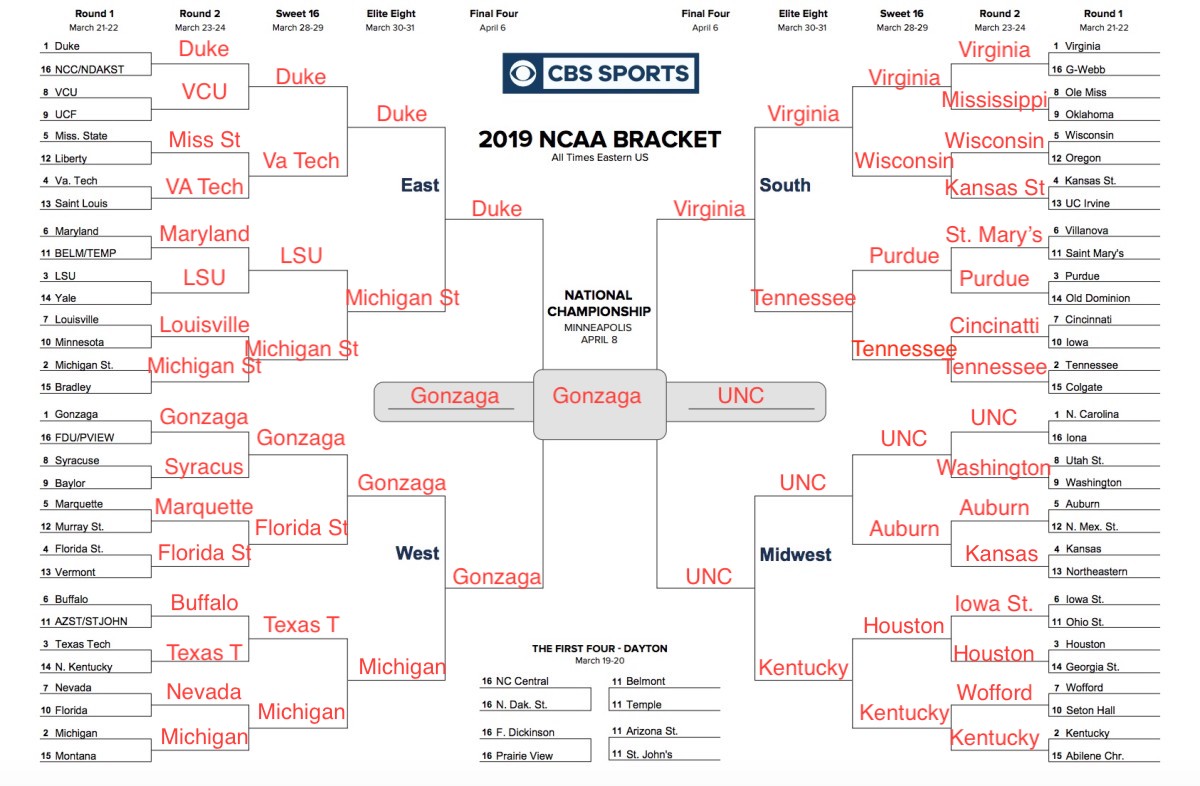 Round 1 Round 2 Sweet 16 Elite Eight Final Four Final Four Elite Eight Sweet 16 Round 2 Round 1
March 21-22 March 23-24 March 28-29 March 30-31 April 6 April 6 March 30-31 March 28-29 March 23-24 March 21-22
CBS SPORTS
2019 NCAA BRACKET
All Times Eastern US
East
1 Duke
16 NCC/NDAKST
8 VCU
9 UCF
5 Miss. State
12 Liberty
4 Va. Tech
13 Saint Louis
6 Maryland
11 BELM/TEMP
3 LSU
14 Yale
7 Louisville
10 Minnesota
2 Michigan St.
15 Bradley
Duke
VCU
Miss St
VA Tech
Maryland
LSU
Louisville
Michigan St
Duke
Va Tech
LSU
Michigan St
Duke
Michigan St
Duke
West
1 Gonzaga
16 FDU/PVIEW
8 Syracuse
9 Baylor
5 Marquette
12 Murray St.
4 Florida St.
13 Vermont
6 Buffalo
11 AZST/STJOHN
3 Texas Tech
14 N. Kentucky
7 Nevada
10 Florida
2 Michigan
15 Montana
Gonzaga
Syracus
Marquette
Florida St
Buffalo
Texas T
Nevada
Michigan
Gonzaga
Florida St
Texas T
Michigan
Gonzaga
Michigan
Gonzaga
NATIONAL
CHAMPIONSHIP
MINNEAPOLIS
APRIL 8
Gonzaga Gonzaga UNC
South
Virginia
Virginia
Tennessee
Virginia
Wisconsin
Purdue
Tennessee
Virginia
Mississippi
Wisconsin
Kansas St
St. Mary’s
Purdue
Cincinatti
Tennessee
1 Virginia
16 G-Webb
8 Ole Miss
9 Oklahoma
5 Wisconsin
12 Oregon
4 Kansas St.
13 UC Irvine
6 Villanova
11 Saint Mary's
3 Purdue
14 Old Dominion
7 Cincinnati
10 Iowa
2 Tennessee
15 Colgate
Midwest
UNC
UNC
Kentucky
UNC
Auburn
Houston
Kentucky
UNC
Washington
Auburn
Kansas
Iowa St.
Houston
Wofford
Kentucky
1 N. Carolina
16 Iona
8 Utah St.
9 Washington
5 Auburn
12 N. Mex. St.
4 Kansas
13 Northeastern
6 Iowa St.
11 Ohio St.
3 Houston
14 Georgia St.
7 Wofford
10 Seton Hall
2 Kentucky
15 Abilene Chr.
THE FIRST FOUR - DAYTON
March 19-20
16 NC Central
16 N. Dak. St.
16 F. Dickinson
16 Prairie View
11 Belmont
11 Temple
11 Arizona St.
11 St. John's